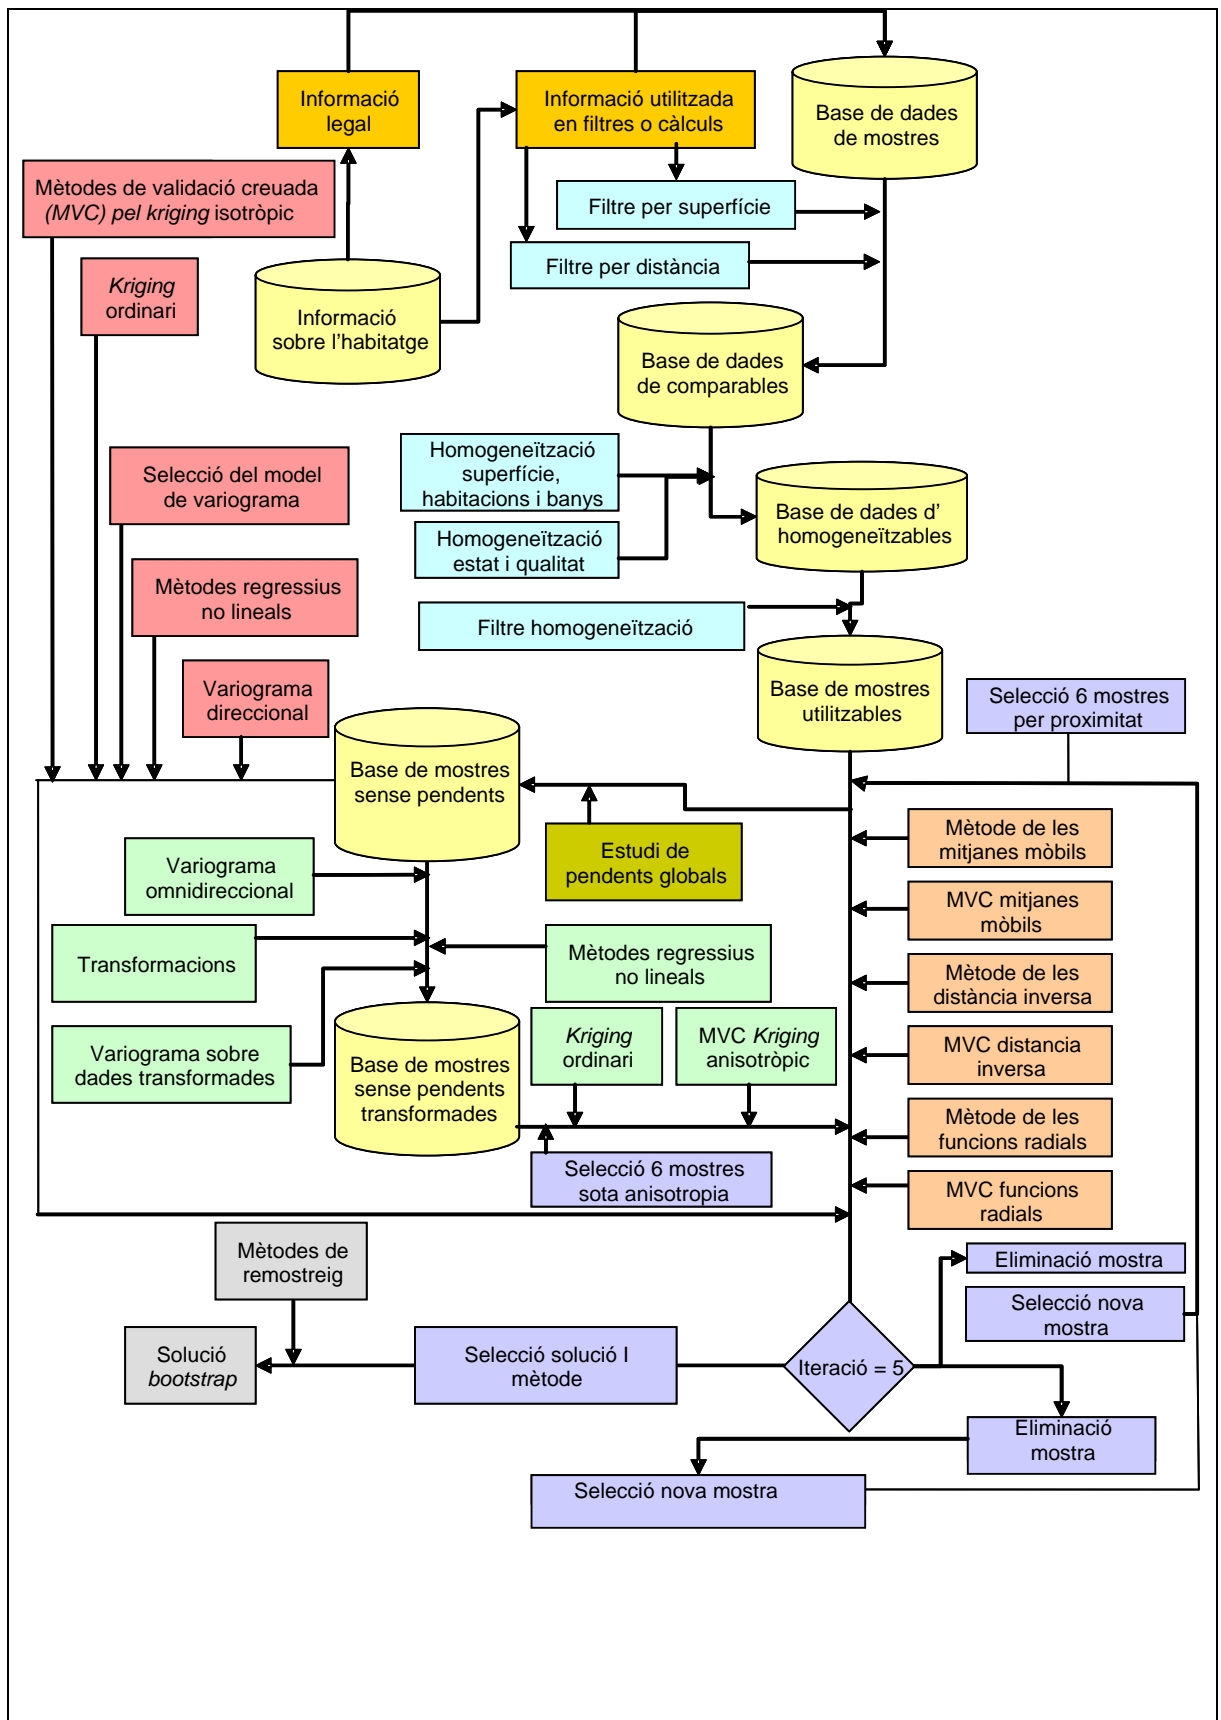 Informació
legal
Informació utilitzada
en filtres o càlculs
Base de dades
de mostres
Mètodes de validació creuada
(MVC) pel kriging isotròpic
Filtre per superfície
Filtre per distància
Kriging
ordinari
Informació
sobre l'habitatge
Base de dades
de comparables
Homogeneïtzació
superfície,
habitacions i banys
Selecció del model
de variograma
Base de dades d'
homogeneïtzables
Homogeneïtzació
estat i qualitat
Mètodes regressius
no lineals
Filtre homogeneïtzació
Variograma
direccional
Base de mostres
utilitzables
Selecció 6 mostres
per proximitat
Base de mostres
sense pendents
Estudi de
pendents globals
Mètode de les
mitjanes mòbils
Variograma
omnidireccional
MVC mitjanes
mòbils
Transformacions
Mètodes regressius
no lineals
Mètode de les
distància inversa
Variograma sobre
dades transformades
Base de mostres
sense pendents
transformades
Kriging
ordinari
MVC Kriging
anisotròpic
MVC distancia
inversa
Mètode de les
funcions radials
Selecció 6 mostres
sota anisotropia
MVC funcions
radials
Mètodes de
remostreig
Eliminació mostra
Selecció nova
mostra
Solució
bootstrap
Selecció solució I
mètode
Iteració = 5
Eliminació
mostra
Selecció nova mostra